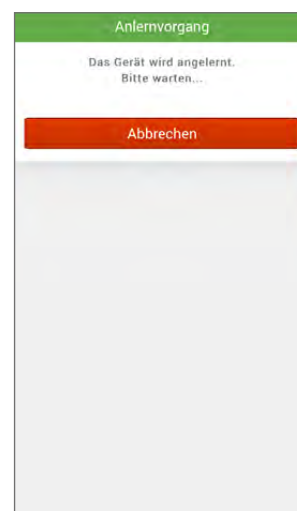 Anlernvorgang
Das Gerät wird angelernt.
Bitte warten...
Abbrechen